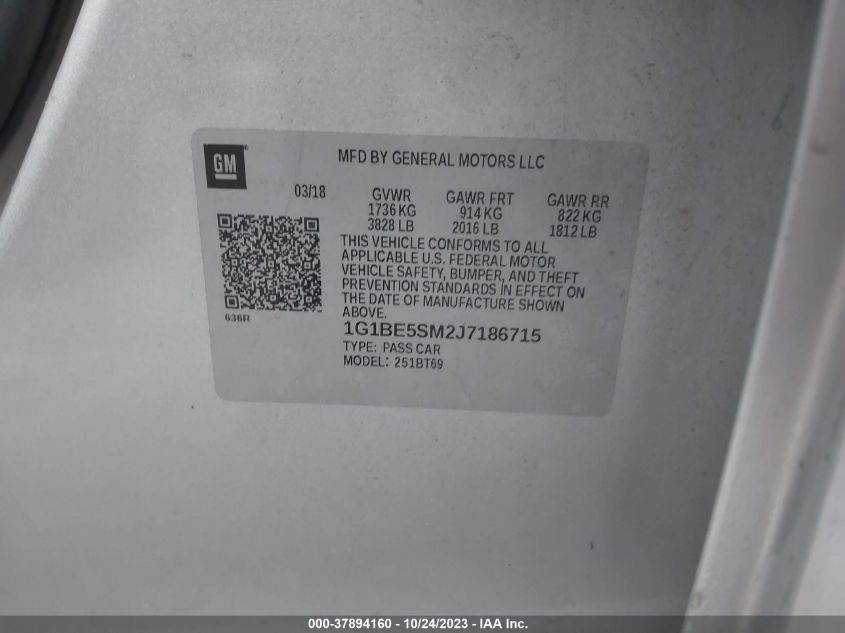 GM
MFD BY GENERAL MOTORS LLC
03/18 GVWR GAWR FRT GAWR RR
1736 KG 914 KG 822 KG
3828 LB 2016 LB 1812 LB
THIS VEHICLE CONFORMS TO ALL
APPLICABLE U.S. FEDERAL MOTOR
VEHICLE SAFETY, BUMPER, AND THEFT
PREVENTION STANDARDS IN EFFECT ON
THE DATE OF MANUFACTURE SHOWN
ABOVE.
636R
1G1BE5SM2J7186715
TYPE: PASS CAR
MODEL: 251BT69
000-37894160 - 10/24/2023 - IAA Inc.